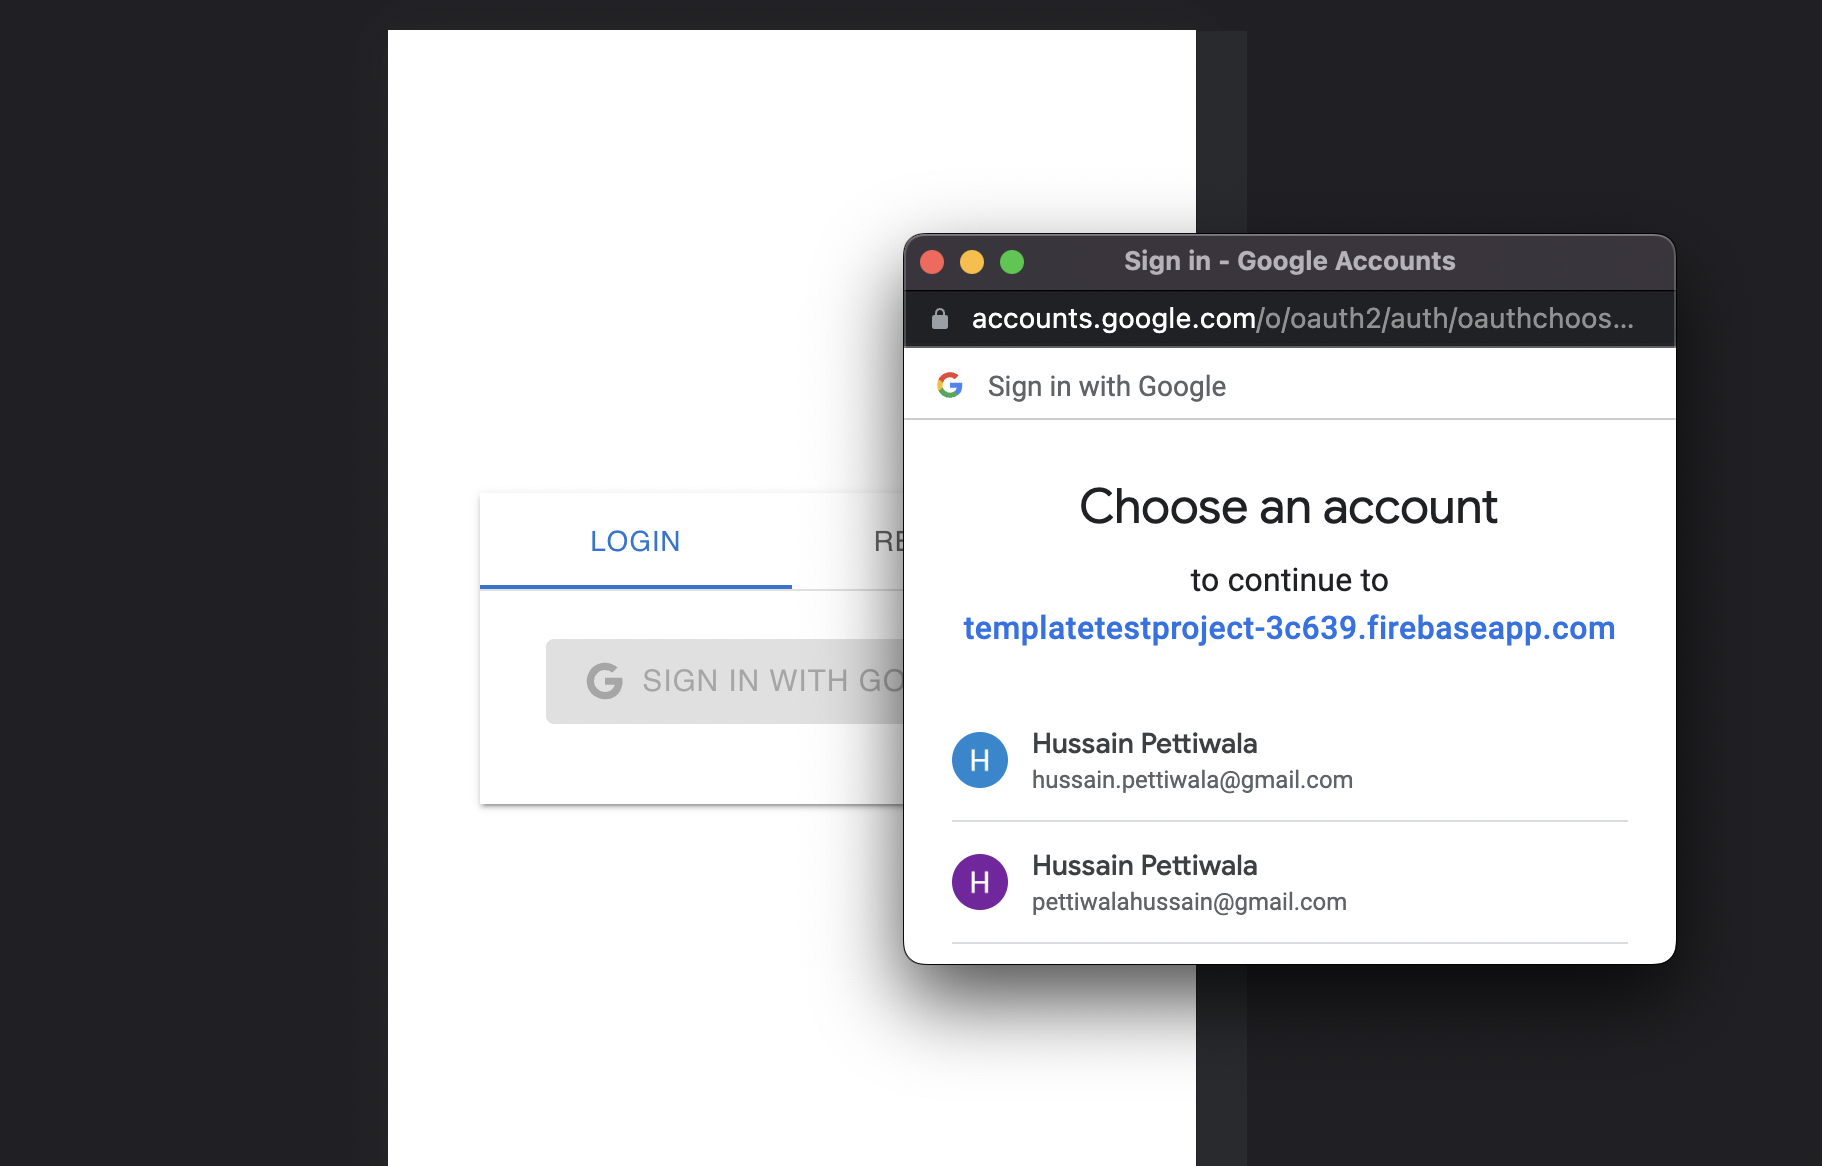 LOGIN
SIGN IN WITH
Sign in - Google Accounts
accounts.google.com/o/oauth2/auth/oauthchoos...
Sign in with Google
Choose an account
to continue to
templatetestproject-3c639.firebaseapp.com
H
Hussain Pettiwala
hussain.pettiwala@gmail.com
H
Hussain Pettiwala
pettiwalahussain@gmail.com